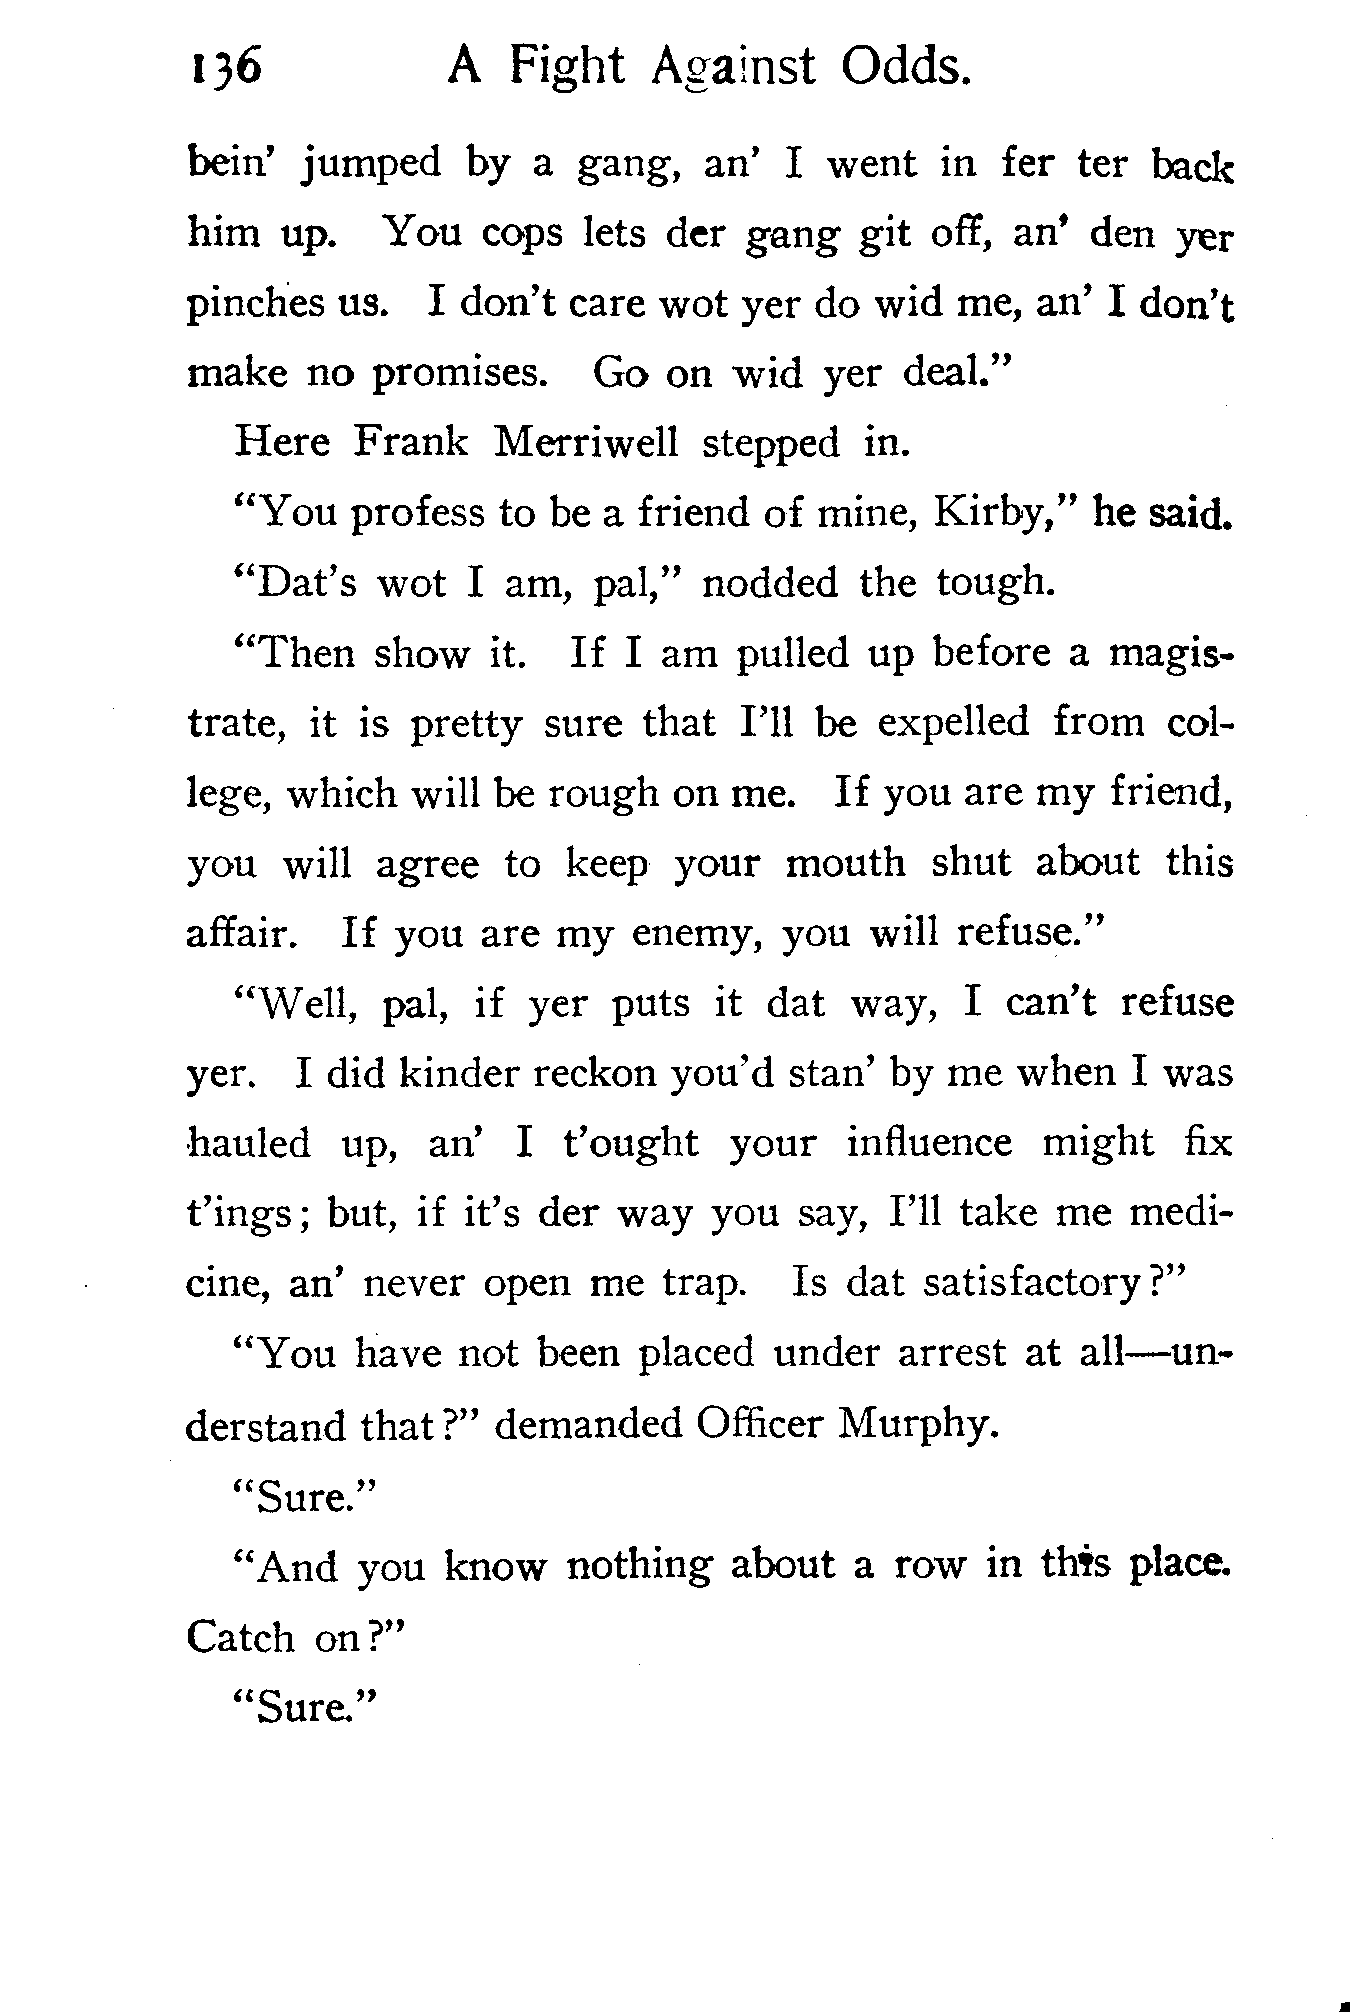 136 A Fight Against Odds.
bein' jumped by a gang, an' I went in fer ter back
him up. You cops lets der gang git off, an' den yer
pinches us. I don't care wot yer do wid me, an' I don't
make no promises. Go on wid yer deal."
Here Frank Merriwell stepped in.
"You profess to be a friend of mine, Kirby," he said.
"Dat's wot I am, pal," nodded the tough.
"Then show it. If I am pulled up before a magis-
trate, it is pretty sure that I'll be expelled from col-
lege, which will be rough on me. If you are my friend,
you will agree to keep your mouth shut about this
affair. If you are my enemy, you will refuse."
"Well, pal, if yer puts it dat way, I can't refuse
yer. I did kinder reckon you'd stan' by me when I was
hauled up, an' I t'ought your influence might fix
t'ings; but, if it's der way you say, I'll take me medi-
cine, an' never open me trap. Is dat satisfactory?"
"You have not been placed under arrest at all—un-
derstand that?" demanded Officer Murphy.
"Sure."
"And you know nothing about a row in this place.
Catch on?"
"Sure."